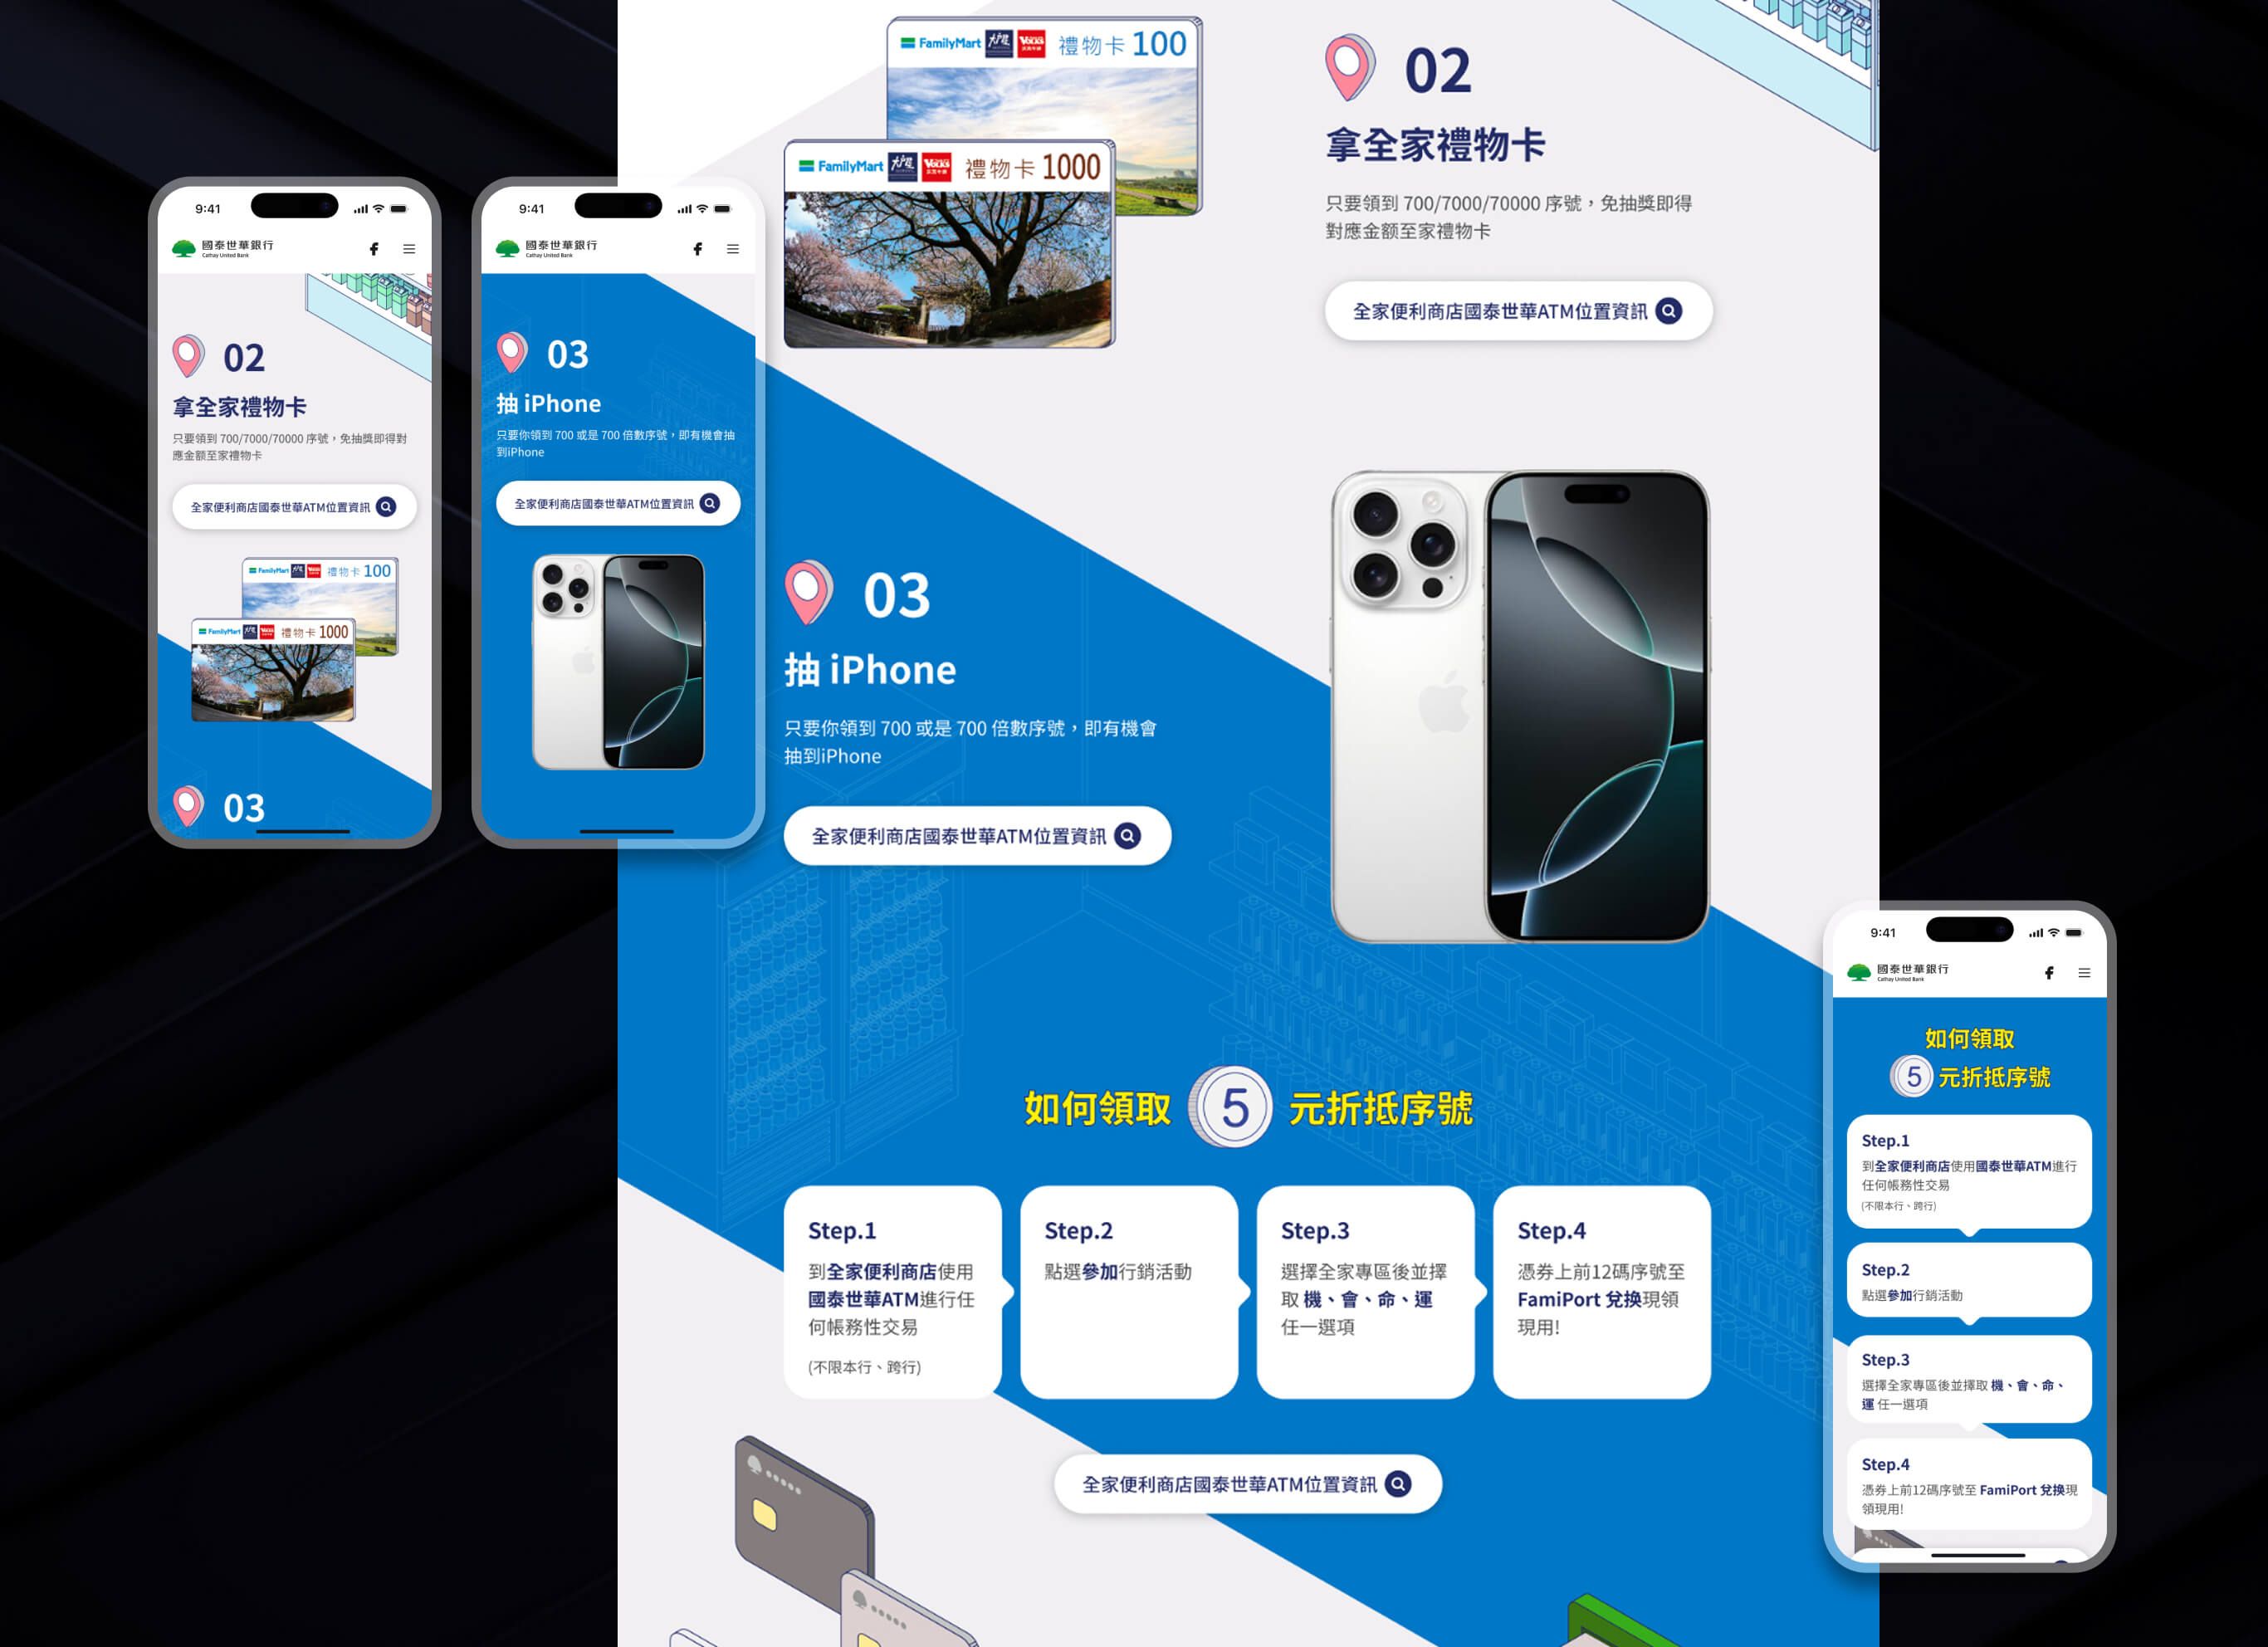 FamilyMart 大戶屋 VOLKS 禮物卡 100
FamilyMart 大戶屋 VOLKS 禮物卡 1000
02
拿全家禮物卡
只要領到 700/7000/70000 序號，免抽獎即得
對應金額至家禮物卡
全家便利商店國泰世華ATM位置資訊
9:41
國泰世華銀行
Cathay United Bank
02
拿全家禮物卡
只要領到 700/7000/70000 序號，免抽獎即得對
應金額至家禮物卡
全家便利商店國泰世華ATM位置資訊
FamilyMart VOLKS 禮物卡 100
FamilyMart VOLKS 禮物卡 1000
03
9:41
國泰世華銀行
Cathay United Bank
03
抽 iPhone
只要你領到 700 或是 700 倍數序號，即有機會抽
到iPhone
全家便利商店國泰世華ATM位置資訊
03
抽 iPhone
只要你領到 700 或是 700 倍數序號，即有機會
抽到iPhone
全家便利商店國泰世華ATM位置資訊
如何領取 5 元折抵序號
Step.1
到全家便利商店使用
國泰世華ATM進行任
何帳務性交易
(不限本行、跨行)
Step.2
點選參加行銷活動
Step.3
選擇全家專區後並擇
取 機、會、命、運
任一選項
Step.4
憑券上前12碼序號至
FamiPort 兌換現領
現用!
全家便利商店國泰世華ATM位置資訊
9:41
國泰世華銀行
Cathay United Bank
如何領取
5 元折抵序號
Step.1
到全家便利商店使用國泰世華ATM進行
任何帳務性交易
(不限本行、跨行)
Step.2
點選參加行銷活動
Step.3
選擇全家專區後並擇取 機、會、命、
運 任一選項
Step.4
憑券上前12碼序號至 FamiPort 兌換現
領現用!